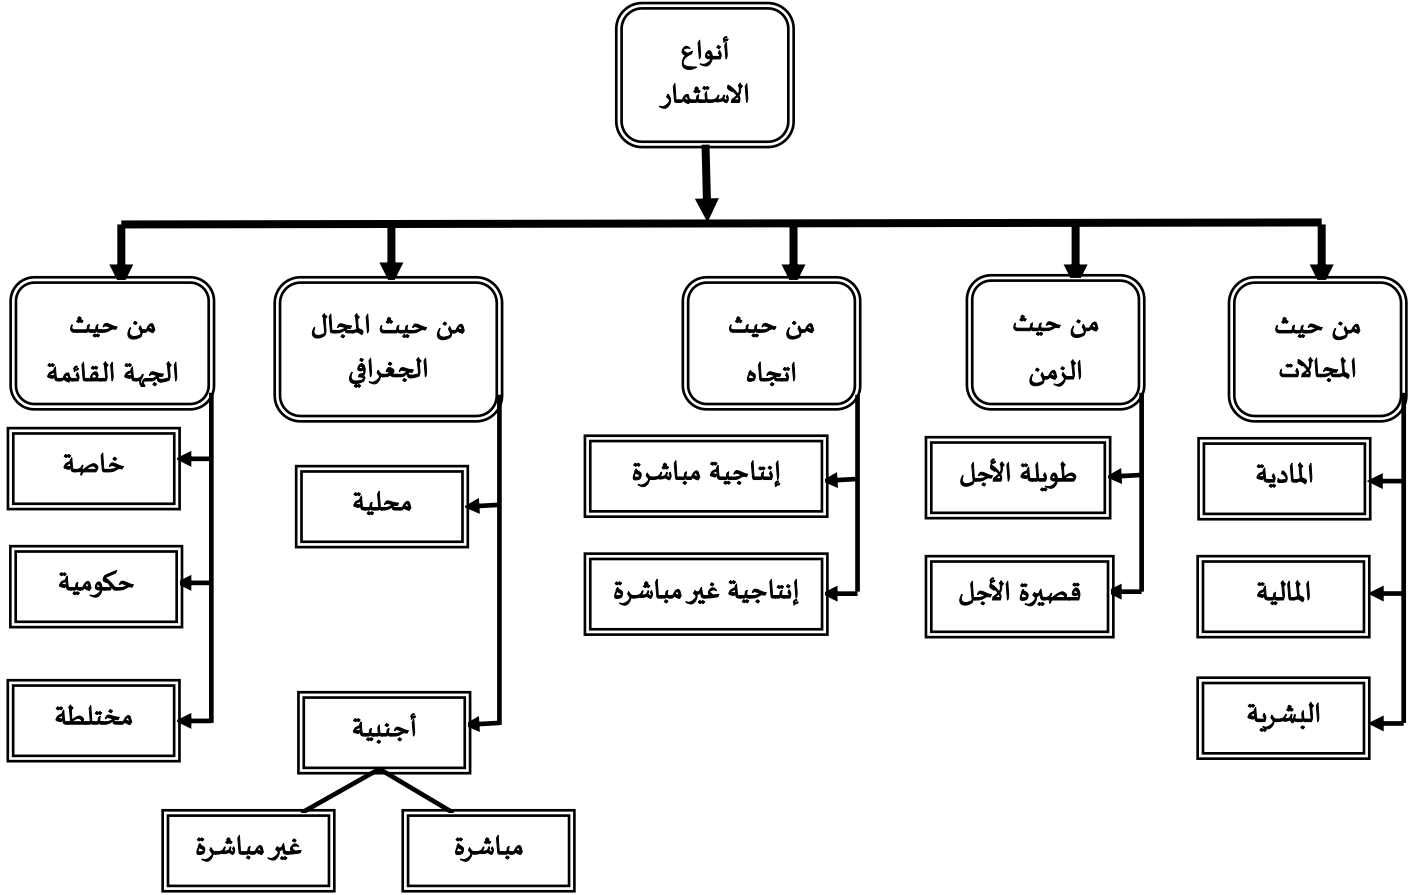 أنواع
الاستثمار
من حيث
المجالات
المادية
المالية
البشرية
من حيث
الزمن
طويلة الأجل
قصيرة الأجل
من حيث
اتجاه
إنتاجية مباشرة
إنتاجية غير مباشرة
من حيث المجال
الجغرافي
محلية
أجنبية
مباشرة
غير مباشرة
من حيث
الجهة القائمة
خاصة
حكومية
مختلطة